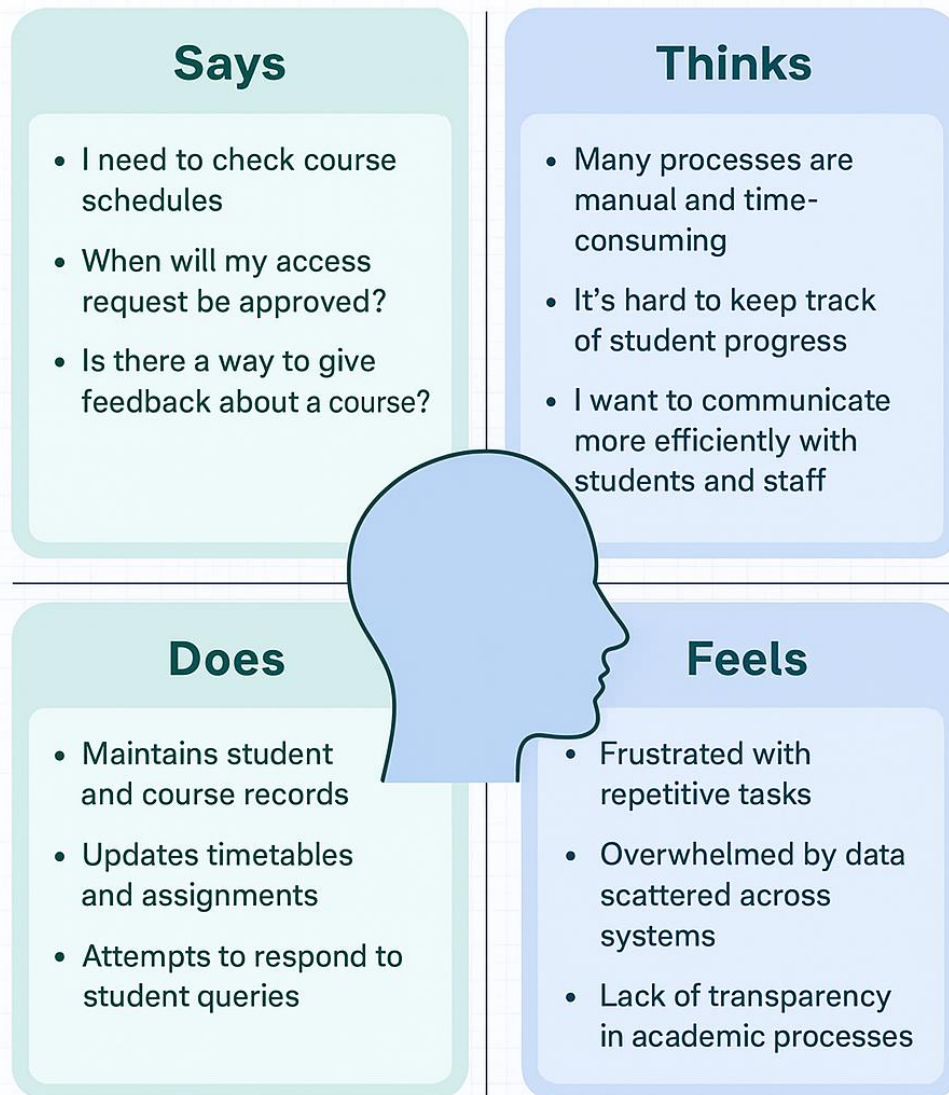 Says
• I need to check course
schedules
• When will my access
request be approved?
• Is there a way to give
feedback about a course?
Thinks
• Many processes are
manual and time-
consuming
• It's hard to keep track
of student progress
• I want to communicate
more efficiently with
students and staff
Does
• Maintains student
and course records
• Updates timetables
and assignments
• Attempts to respond to
student queries
Feels
• Frustrated with
repetitive tasks
• Overwhelmed by data
scattered across
systems
• Lack of transparency
in academic processes